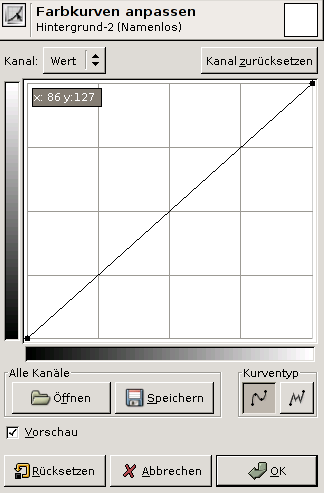 Farbkurven anpassen
Hintergrund-2 (Namenlos)
Kanal: Wert Kanal zurücksetzen
x: 86 y:127
Alle Kanäle Kurventyp
Öffnen Speichern
Vorschau
Rücksetzen Abbrechen OK